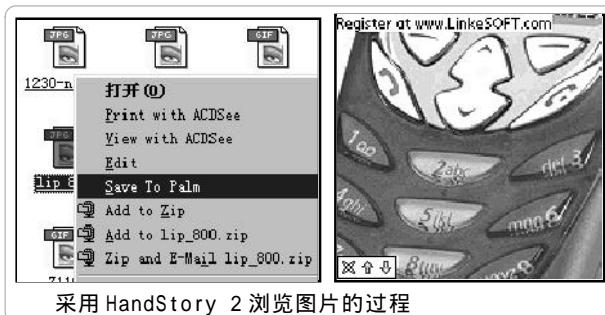 JPG JPG GIF
1230-n
打开(O)
Print with ACDSee
View with ACDSee
JPG
Edit
lip 8
Save To Palm
Add to Zip
GIF
Add to lip_800.zip
Zip and E-Mail lip_800.zip
Register at www.LinkeSOFT.com
1oo
2abc
def 3
4ghi
5jkl
mno 6
采用 HandStory 2 浏览图片的过程